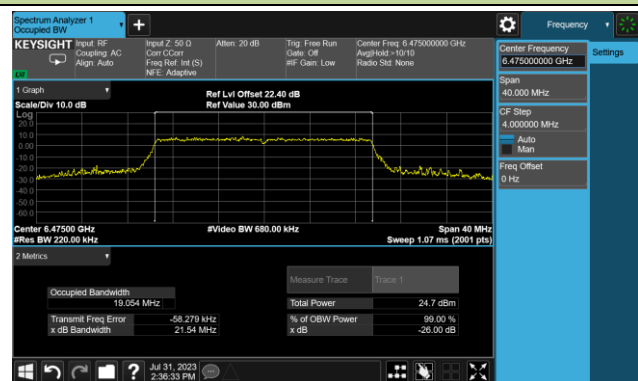 Spectrum Analyzer 1
Occupied BW
Frequency
KEYSIGHT
Input: RF
Coupling: AC
Align: Auto
Input Z: 50 Ω
Corr CCorr
Freq Ref: Int (S)
NFE: Adaptive
Atten: 20 dB
Trig: Free Run
Gate: Off
#IF Gain: Low
Center Freq: 6.475000000 GHz
Avg|Hold:>10/10
Radio Std: None
Center Frequency
6.475000000 GHz
Settings
Span
40.000 MHz
CF Step
4.000000 MHz
Auto
Man
Freq Offset
0 Hz
1 Graph
Scale/Div 10.0 dB
Ref Lvl Offset 22.40 dB
Ref Value 30.00 dBm
Log
20.0
10.0
0.00
-10.0
-20.0
-30.0
-40.0
-50.0
-60.0
Center 6.47500 GHz
#Res BW 220.00 kHz
#Video BW 680.00 kHz
Span 40 MHz
Sweep 1.07 ms (2001 pts)
2 Metrics
Measure Trace
Trace 1
Occupied Bandwidth
19.054 MHz
Total Power
24.7 dBm
Transmit Freq Error
-58.279 kHz
% of OBW Power
99.00 %
x dB Bandwidth
21.54 MHz
x dB
-26.00 dB
Jul 31, 2023
2:36:33 PM